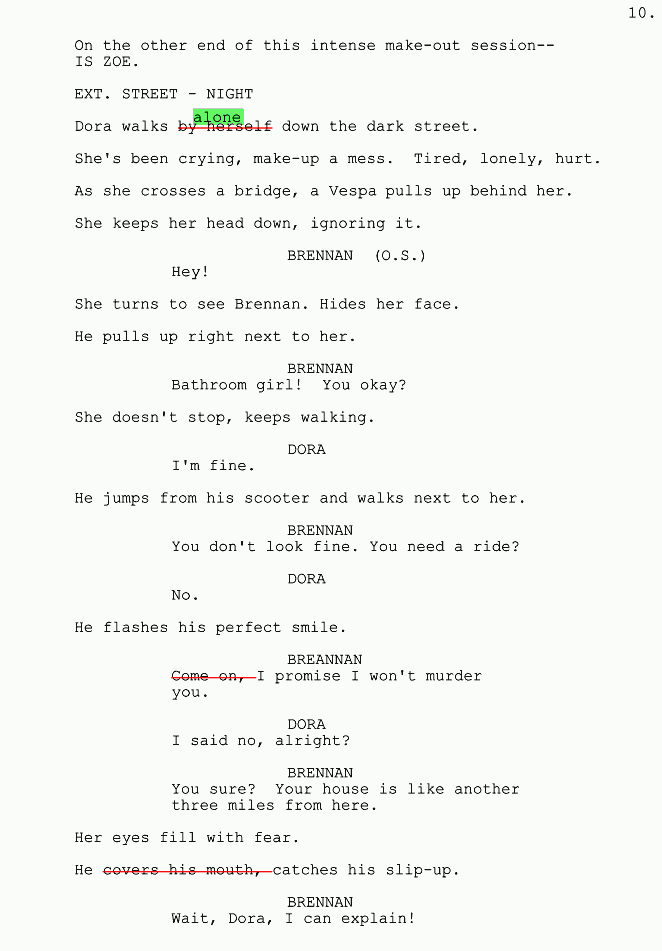 10.
On the other end of this intense make-out session--
IS ZOE.
EXT. STREET - NIGHT
alone
Dora walks by herself down the dark street.
She's been crying, make-up a mess.  Tired, lonely, hurt.
As she crosses a bridge, a Vespa pulls up behind her.
She keeps her head down, ignoring it.
BRENNAN  (O.S.)
Hey!
She turns to see Brennan. Hides her face.
He pulls up right next to her.
BRENNAN
Bathroom girl!  You okay?
She doesn't stop, keeps walking.
DORA
I'm fine.
He jumps from his scooter and walks next to her.
BRENNAN
You don't look fine. You need a ride?
DORA
No.
He flashes his perfect smile.
BREANNAN
Come on, I promise I won't murder
you.
DORA
I said no, alright?
BRENNAN
You sure?  Your house is like another
three miles from here.
Her eyes fill with fear.
He covers his mouth, catches his slip-up.
BRENNAN
Wait, Dora, I can explain!